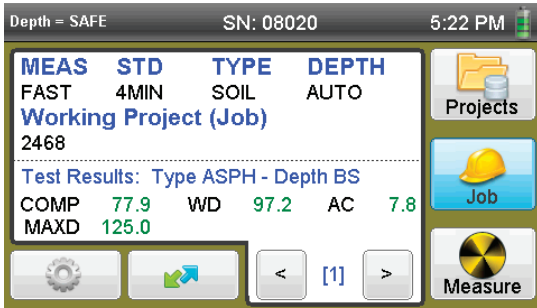 Depth = SAFE SN: 08020 5:22 PM
MEAS STD TYPE DEPTH
FAST 4MIN SOIL AUTO
Working Project (Job)
2468
Test Results: Type ASPH - Depth BS
COMP 77.9 WD 97.2 AC 7.8
MAXD 125.0
Projects
Job
< [1] >
Measure